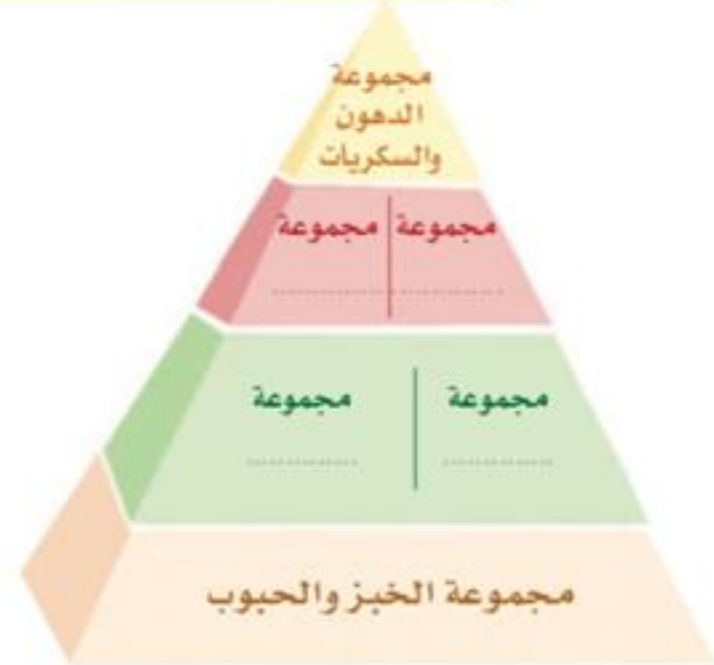 مجموعة
الدهون
والسكريات
مجموعة
مجموعة
....................
....................
مجموعة
مجموعة
...............
...............
مجموعة الخبز والحبوب